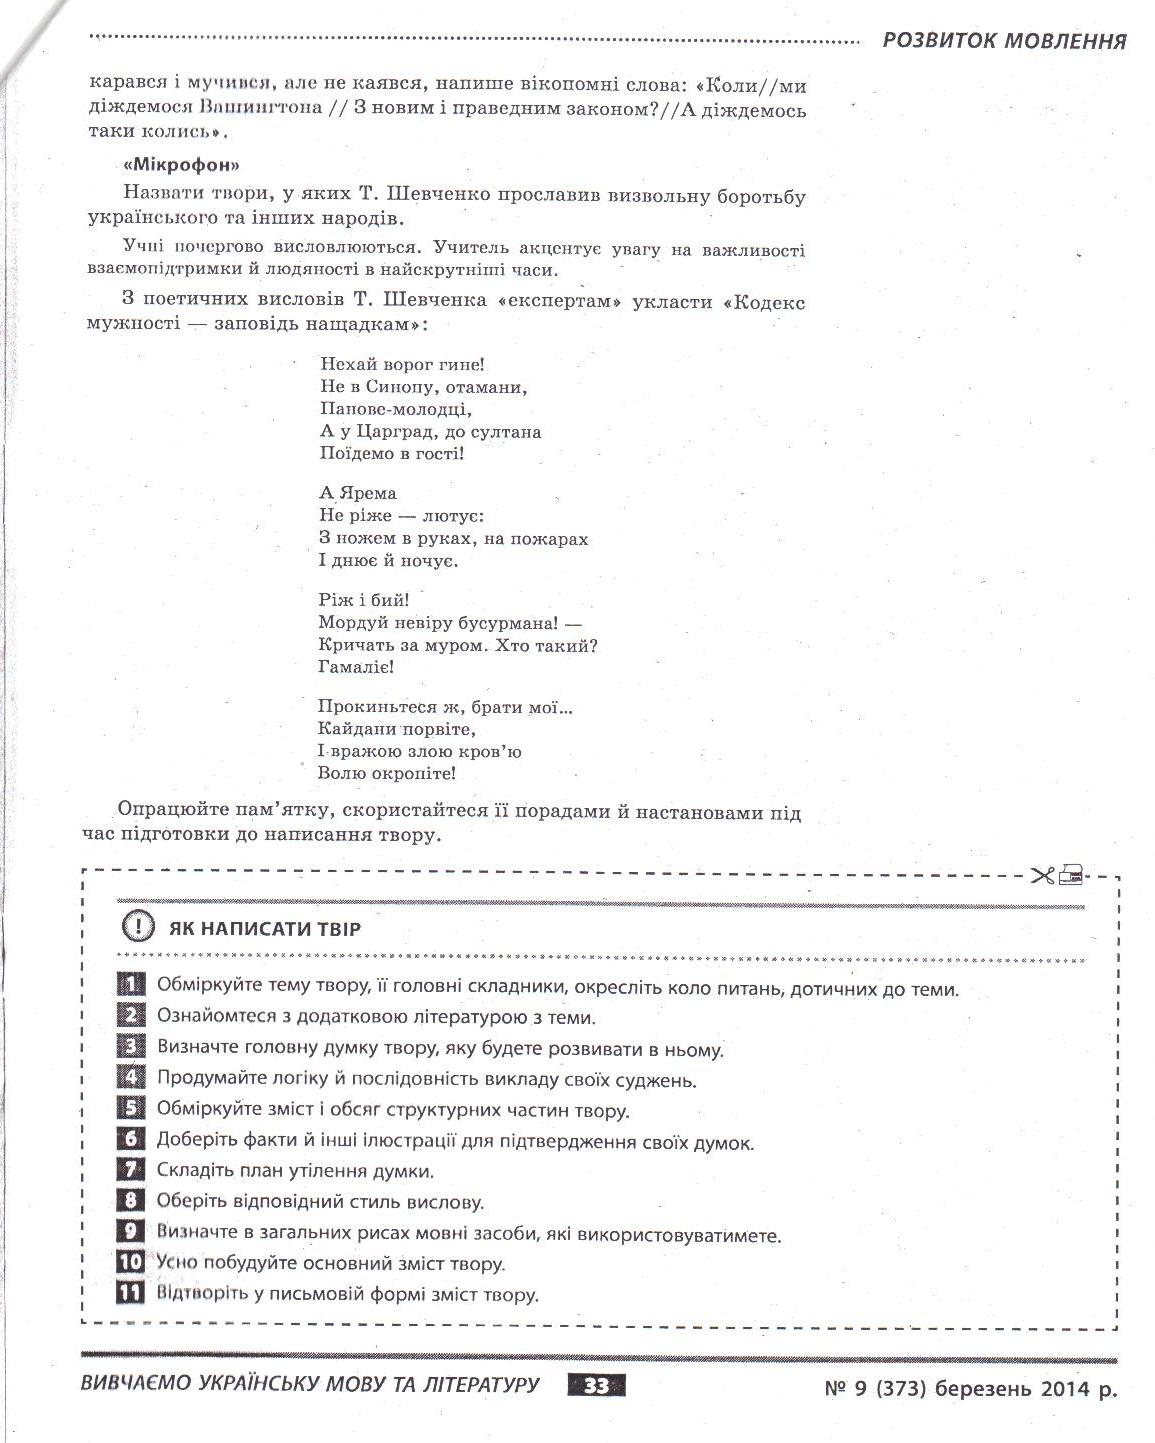 РОЗВИТОК МОВЛЕННЯ
карався і мучився, але не каявся, напише вікопомні слова: «Коли//ми
діждемося Вашингтона // З новим і праведним законом?//А діждемось
таки колись».
«Мікрофон»
Назвати твори, у яких Т. Шевченко прославив визвольну боротьбу
українського та інших народів.
Учні почергово висловлюються. Учитель акцентує увагу на важливості
взаємопідтримки й людяності в найскрутніші часи.
З поетичних висловів Т. Шевченка «експертам» укласти «Кодекс
мужності — заповідь нащадкам»:
Нехай ворог гине!
Не в Синопу, отамани,
Панове-молодці,
А у Царград, до султана
Поїдемо в гості!
А Ярема
Не ріже — лютує:
З ножем в руках, на пожарах
І днює й ночує.
Ріж і бий!
Мордуй невіру бусурмана! —
Кричать за муром. Хто такий?
Гамаліє!
Прокиньтеся ж, брати мої...
Кайдани порвіте,
І вражою злою кров’ю
Волю окропіте!
Опрацюйте пам’ятку, скористайтеся її порадами й настановами під
час підготовки до написання твору.
! ЯК НАПИСАТИ ТВІР
1 Обміркуйте тему твору, її головні складники, окресліть коло питань, дотичних до теми.
2 Ознайомтеся з додатковою літературою з теми.
3 Визначте головну думку твору, яку будете розвивати в ньому.
4 Продумайте логіку й послідовність викладу своїх суджень.
5 Обміркуйте зміст і обсяг структурних частин твору.
6 Доберіть факти й інші ілюстрації для підтвердження своїх думок.
7 Складіть план утілення думки.
8 Оберіть відповідний стиль вислову.
9 Визначте в загальних рисах мовні засоби, які використовуватимете.
10 Усно побудуйте основний зміст твору.
11 Відтворіть у письмовій формі зміст твору.
ВИВЧАЄМО УКРАЇНСЬКУ МОВУ ТА ЛІТЕРАТУРУ 33 № 9 (373) березень 2014 р.